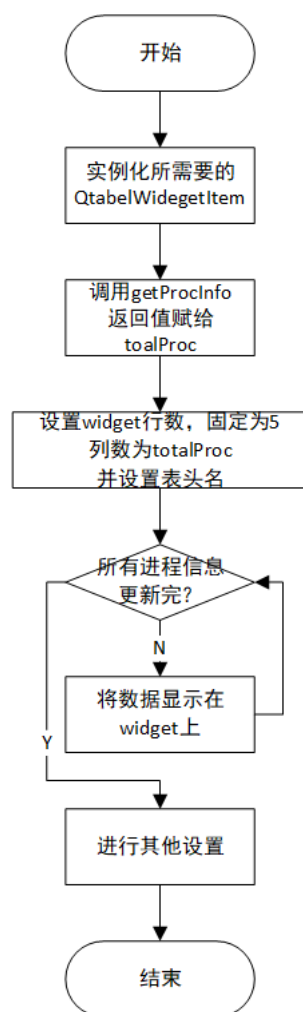 开始
实例化所需要的
QtabelWidegetItem
调用getProcInfo
返回值赋给
toalProc
设置widget行数，固定为5
列数为totalProc
并设置表头名
所有进程信息
更新完？
N
将数据显示在
widget上
Y
进行其他设置
结束